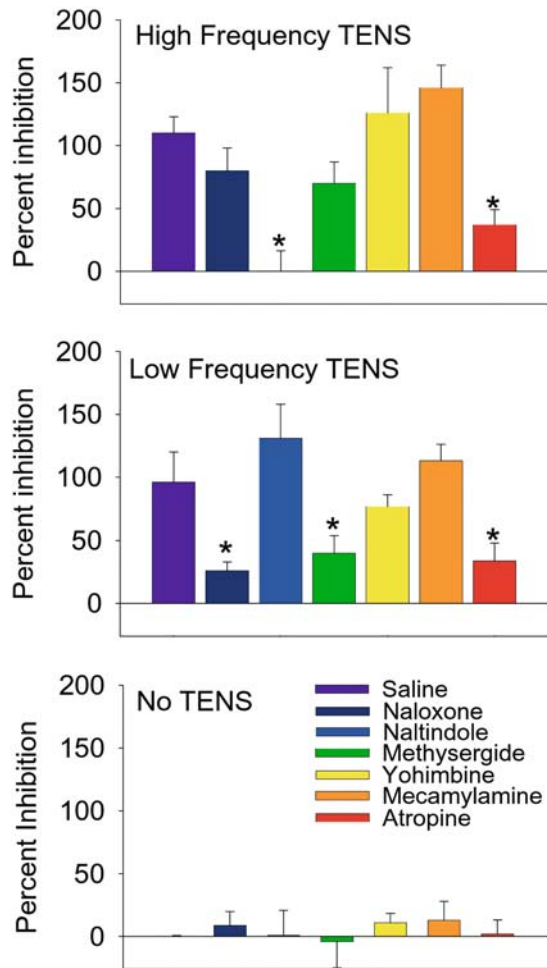 High Frequency TENS
Percent inhibition
200
150
100
50
0
*
*
Low Frequency TENS
Percent inhibition
200
150
100
50
0
*
*
*
No TENS
Percent Inhibition
200
150
100
50
0
Saline
Naloxone
Naltindole
Methysergide
Yohimbine
Mecamylamine
Atropine